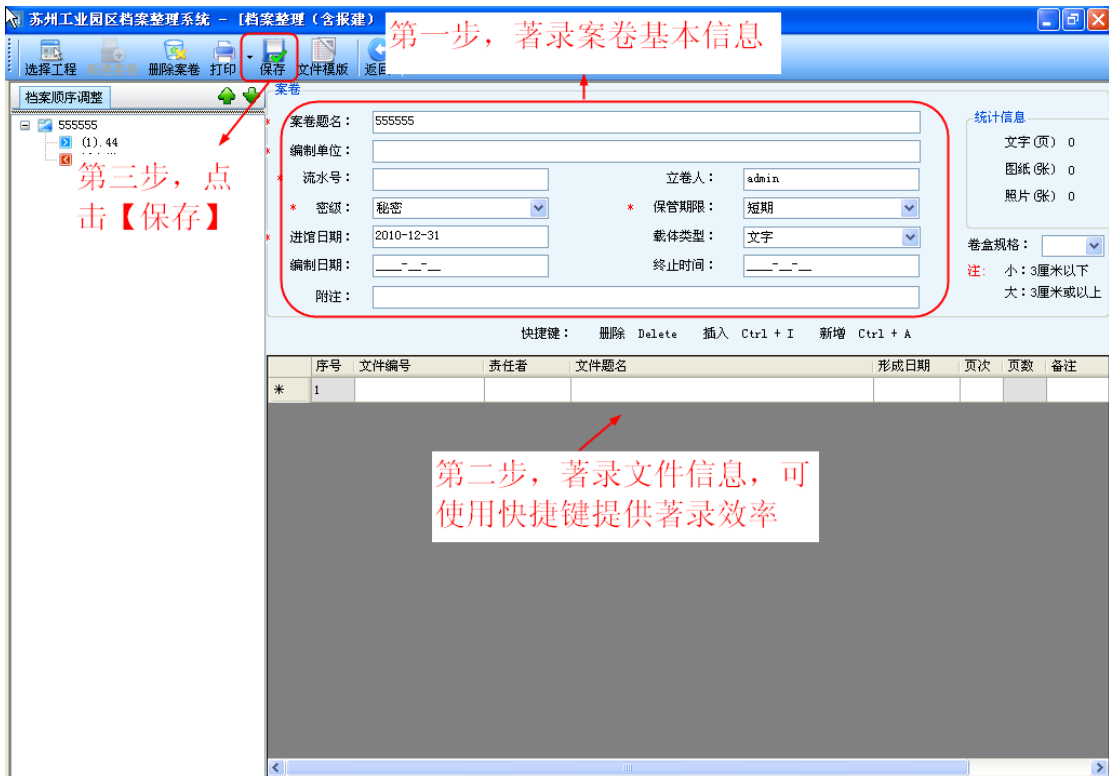 苏州工业园区档案整理系统 - [档案整理（含报建）
第一步，著录案卷基本信息
选择工程 删除案卷 打印 保存 文件模版 返回
档案顺序调整
案卷
555555
(1).44
第三步，点
击【保存】
* 案卷题名： 555555
* 编制单位：
* 流水号： 立卷人： admin
* 密级： 秘密 * 保管期限： 短期
* 进馆日期： 2010-12-31 载体类型： 文字
编制日期： ____-__-__ 终止时间： ____-__-__
附注：
统计信息
文字(页) 0
图纸(张) 0
照片(张) 0
卷盒规格：
注: 小：3厘米以下
大：3厘米或以上
快捷键： 删除 Delete 插入 Ctrl + I 新增 Ctrl + A
序号 文件编号 责任者 文件题名 形成日期 页次 页数 备注
* 1
第二步，著录文件信息，可
使用快捷键提供著录效率